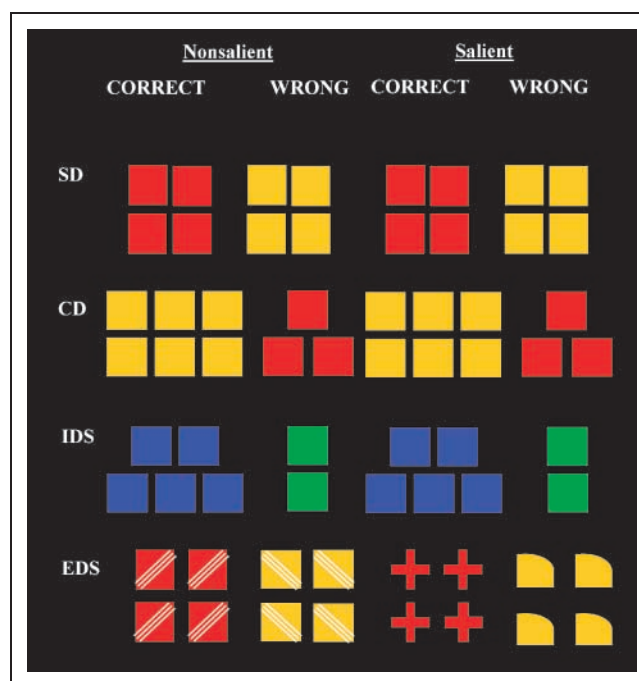 Nonsalient Salient
CORRECT WRONG CORRECT WRONG
SD
CD
IDS
EDS